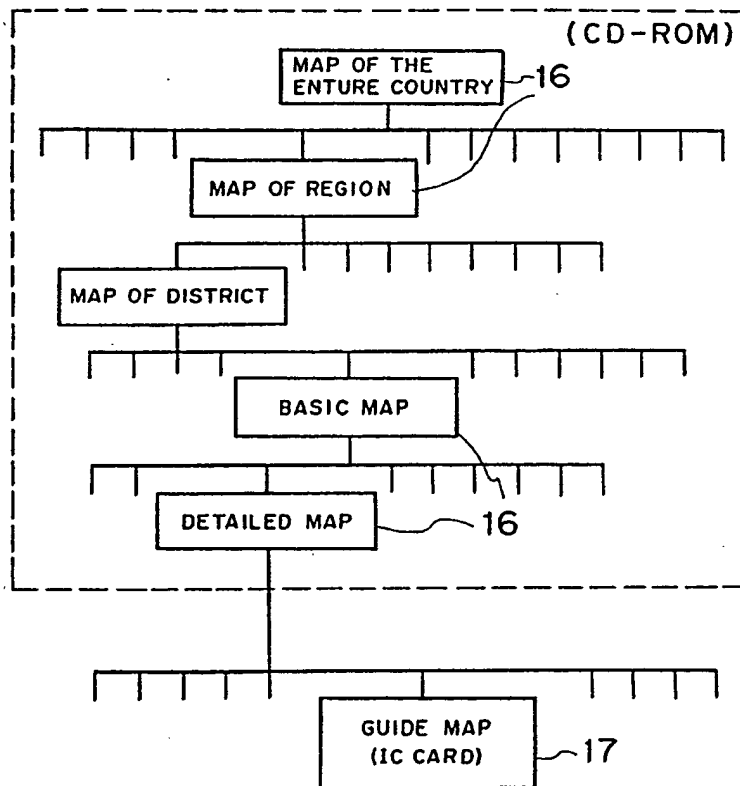 (CD-ROM)
MAP OF THE
ENTURE COUNTRY
16
MAP OF REGION
MAP OF DISTRICT
BASIC MAP
16
DETAILED MAP
16
GUIDE MAP
(IC CARD)
17